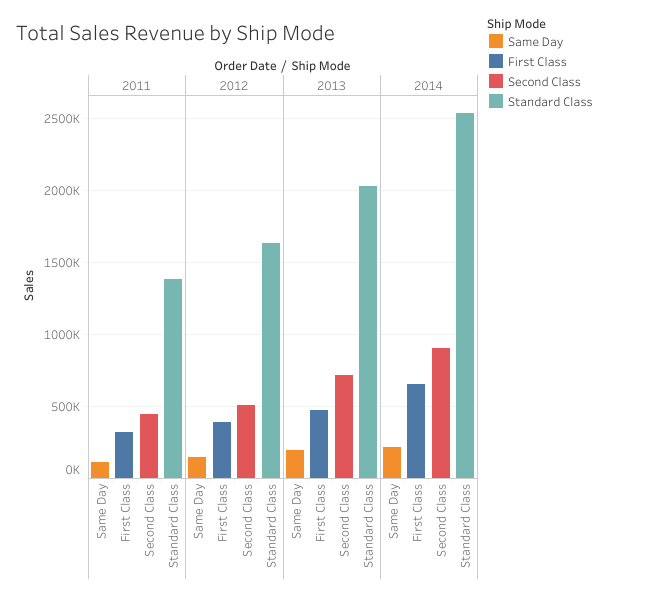 Total Sales Revenue by Ship Mode
Order Date / Ship Mode
2011 2012 2013 2014
2500K
2000K
1500K
1000K
500K
0K
Sales
Same Day First Class Second Class Standard Class Same Day First Class Second Class Standard Class Same Day First Class Second Class Standard Class Same Day First Class Second Class Standard Class
Ship Mode
Same Day
First Class
Second Class
Standard Class